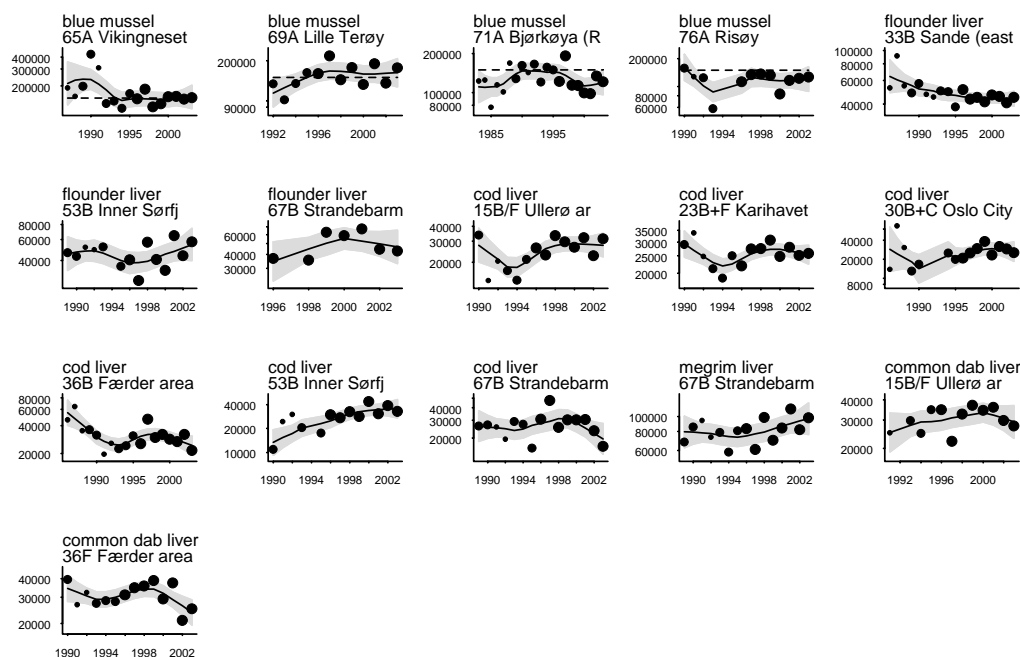 blue mussel
65A Vikingneset
400000
300000
200000
1990 1995 2000
blue mussel
69A Lille Terøy
200000
90000
1992 1996 2000
blue mussel
71A Bjørkøya (R
200000
100000
80000
1985 1995
blue mussel
76A Risøy
200000
80000
60000
1990 1994 1998 2002
flounder liver
33B Sande (east
100000
80000
60000
40000
1990 1995 2000
flounder liver
53B Inner Sørfj
80000
60000
40000
1990 1994 1998 2002
flounder liver
67B Strandebarm
60000
40000
30000
1996 1998 2000 2002
cod liver
15B/F Ullerø ar
30000
20000
1990 1994 1998 2002
cod liver
23B+F Karihavet
35000
30000
25000
20000
1990 1994 1998 2002
cod liver
30B+C Oslo City
40000
20000
8000
1990 1995 2000
cod liver
36B Færder area
80000
60000
40000
20000
1990 1995 2000
cod liver
53B Inner Sørfj
40000
20000
10000
1990 1994 1998 2002
cod liver
67B Strandebarm
40000
30000
20000
1990 1994 1998 2002
megrim liver
67B Strandebarm
100000
80000
60000
1990 1994 1998 2002
common dab liver
15B/F Ullerø ar
40000
30000
20000
1992 1996 2000
common dab liver
36F Færder area
40000
30000
20000
1990 1994 1998 2002